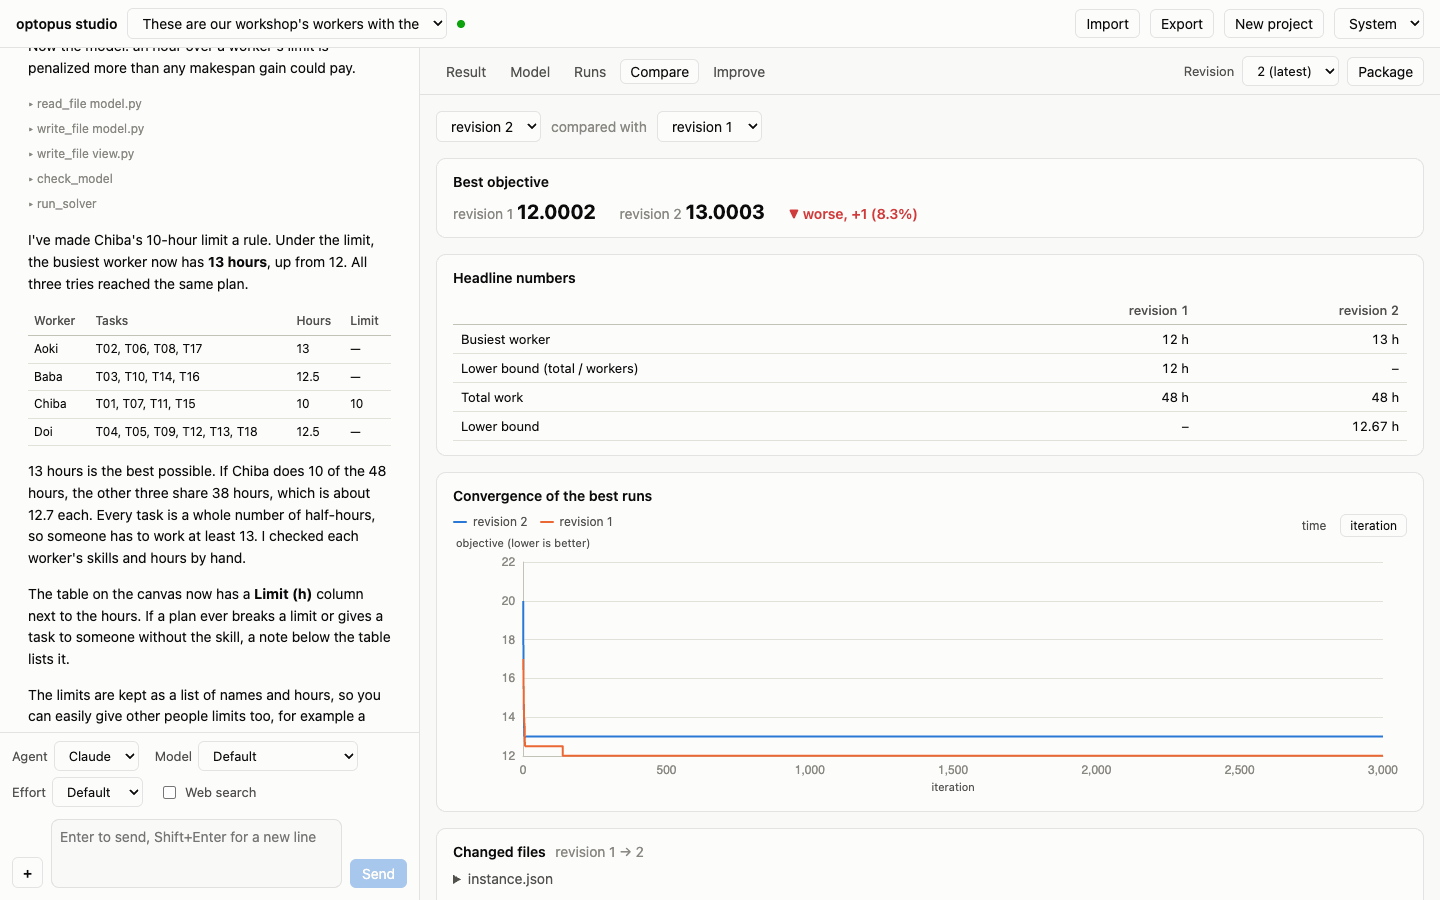 optopus studio
These are our workshop's workers with the
Import
Export
New project
System
Now the model: an hour over a worker's limit is
penalized more than any makespan gain could pay.
read_file model.py
write_file model.py
write_file view.py
check_model
run_solver
I've made Chiba's 10-hour limit a rule. Under the limit,
the busiest worker now has 13 hours, up from 12. All
three tries reached the same plan.
Worker Tasks Hours Limit
Aoki T02, T06, T08, T17 13 —
Baba T03, T10, T14, T16 12.5 —
Chiba T01, T07, T11, T15 10 10
Doi T04, T05, T09, T12, T13, T18 12.5 —
13 hours is the best possible. If Chiba does 10 of the 48
hours, the other three share 38 hours, which is about
12.7 each. Every task is a whole number of half-hours,
so someone has to work at least 13. I checked each
worker's skills and hours by hand.
The table on the canvas now has a Limit (h) column
next to the hours. If a plan ever breaks a limit or gives a
task to someone without the skill, a note below the table
lists it.
The limits are kept as a list of names and hours, so you
can easily give other people limits too, for example a
Agent Claude Model Default
Effort Default Web search
Enter to send, Shift+Enter for a new line
+
Send
Result Model Runs Compare Improve
Revision 2 (latest) Package
revision 2 compared with revision 1
Best objective
revision 1 12.0002 revision 2 13.0003 ▼ worse, +1 (8.3%)
Headline numbers
revision 1 revision 2
Busiest worker 12 h 13 h
Lower bound (total / workers) 12 h –
Total work 48 h 48 h
Lower bound – 12.67 h
Convergence of the best runs
revision 2 revision 1
time iteration
objective (lower is better)
22
20
18
16
14
12
0 500 1,000 1,500 2,000 2,500 3,000
iteration
Changed files revision 1 → 2
instance.json